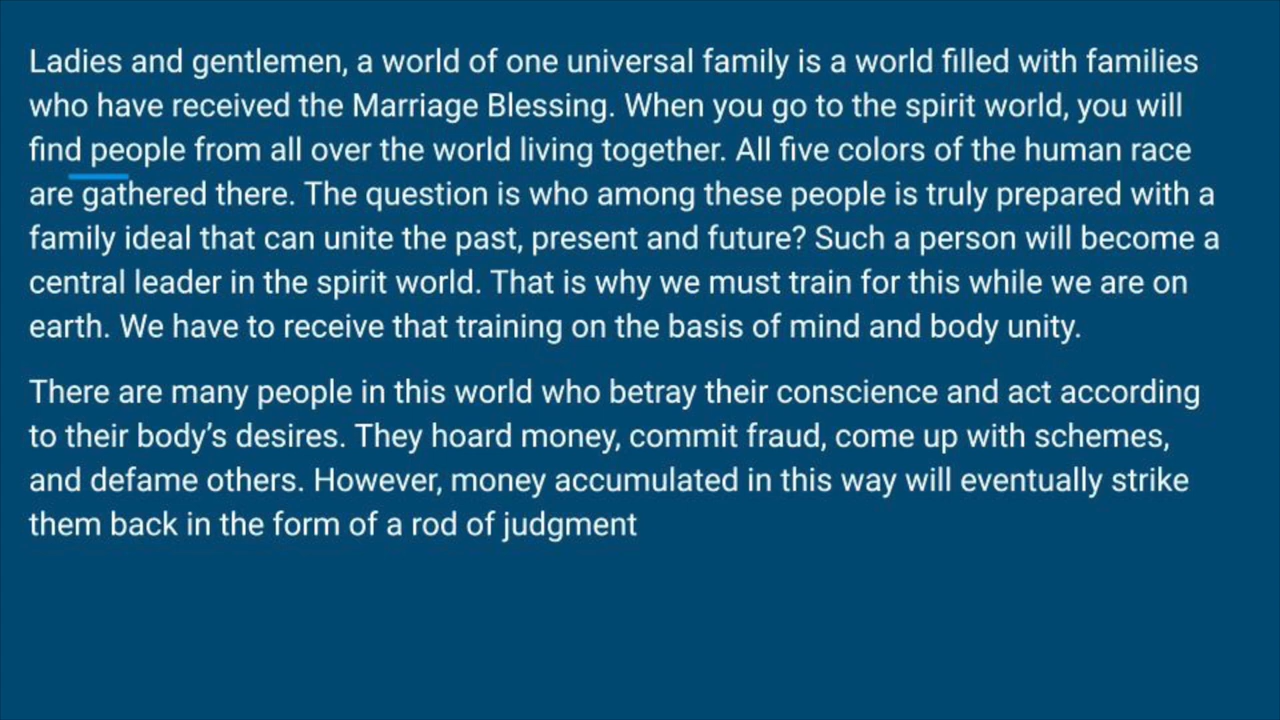 Ladies and gentlemen, a world of one universal family is a world filled with families
who have received the Marriage Blessing. When you go to the spirit world, you will
find people from all over the world living together. All five colors of the human race
are gathered there. The question is who among these people is truly prepared with a
family ideal that can unite the past, present and future? Such a person will become a
central leader in the spirit world. That is why we must train for this while we are on
earth. We have to receive that training on the basis of mind and body unity.
There are many people in this world who betray their conscience and act according
to their body’s desires. They hoard money, commit fraud, come up with schemes,
and defame others. However, money accumulated in this way will eventually strike
them back in the form of a rod of judgment